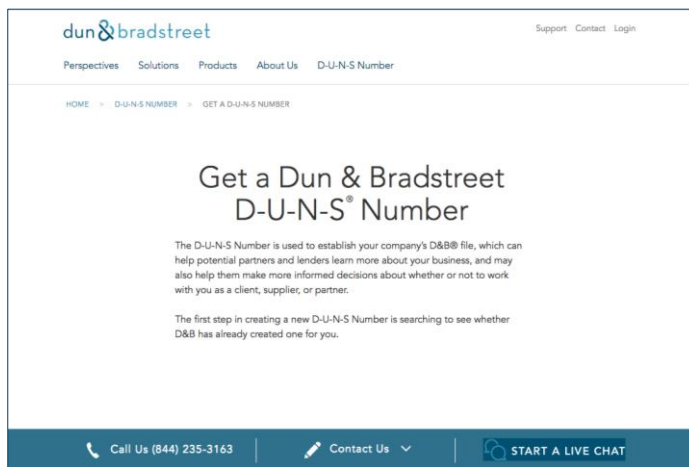 dun&bradstreet
Support Contact Login
Perspectives Solutions Products About Us D-U-N-S Number
HOME > D-U-N-S NUMBER > GET A D-U-N-S NUMBER
Get a Dun & Bradstreet
D-U-N-S® Number
The D-U-N-S Number is used to establish your company's D&B® file, which can
help potential partners and lenders learn more about your business, and may
also help them make more informed decisions about whether or not to work
with you as a client, supplier, or partner.
The first step in creating a new D-U-N-S Number is searching to see whether
D&B has already created one for you.
Call Us (844) 235-3163 Contact Us START A LIVE CHAT